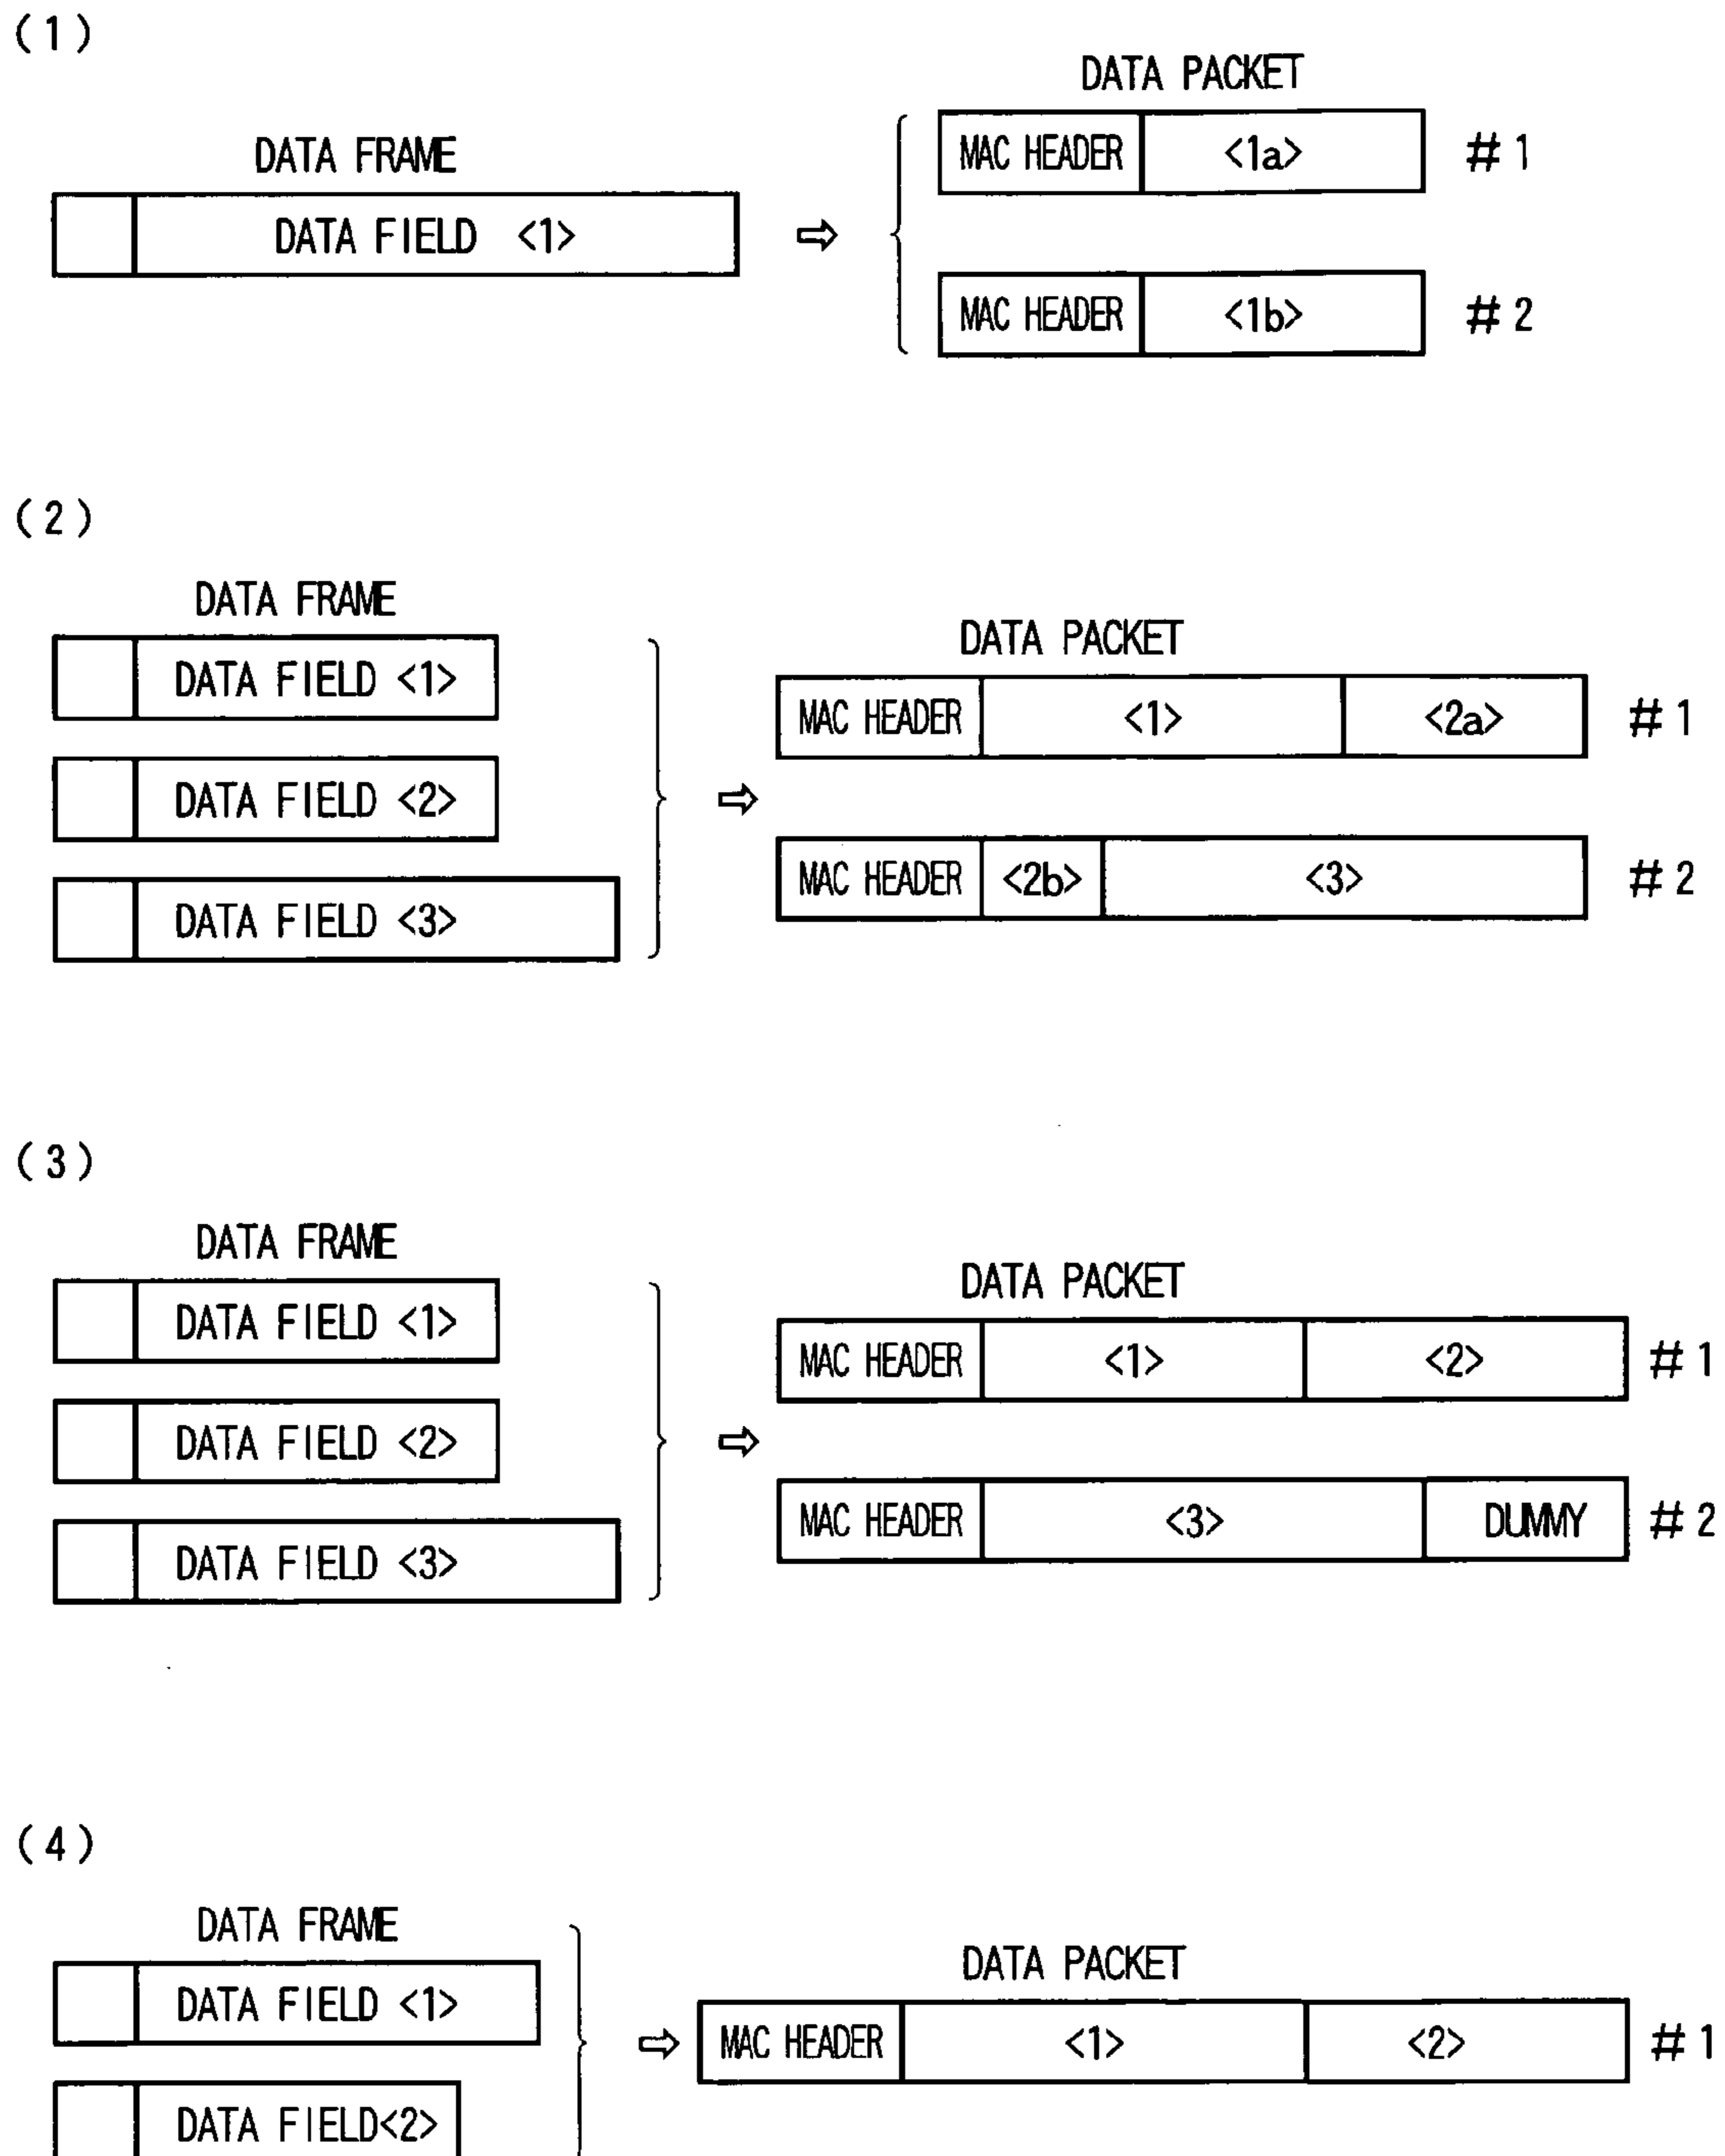 (1)
DATA FRAME
DATA FIELD <1>
DATA PACKET
MAC HEADER <1a> #1
MAC HEADER <1b> #2
(2)
DATA FRAME
DATA FIELD <1>
DATA FIELD <2>
DATA FIELD <3>
DATA PACKET
MAC HEADER <1> <2a> #1
MAC HEADER <2b> <3> #2
(3)
DATA FRAME
DATA FIELD <1>
DATA FIELD <2>
DATA FIELD <3>
DATA PACKET
MAC HEADER <1> <2> #1
MAC HEADER <3> DUMMY #2
(4)
DATA FRAME
DATA FIELD <1>
DATA FIELD<2>
DATA PACKET
MAC HEADER <1> <2> #1